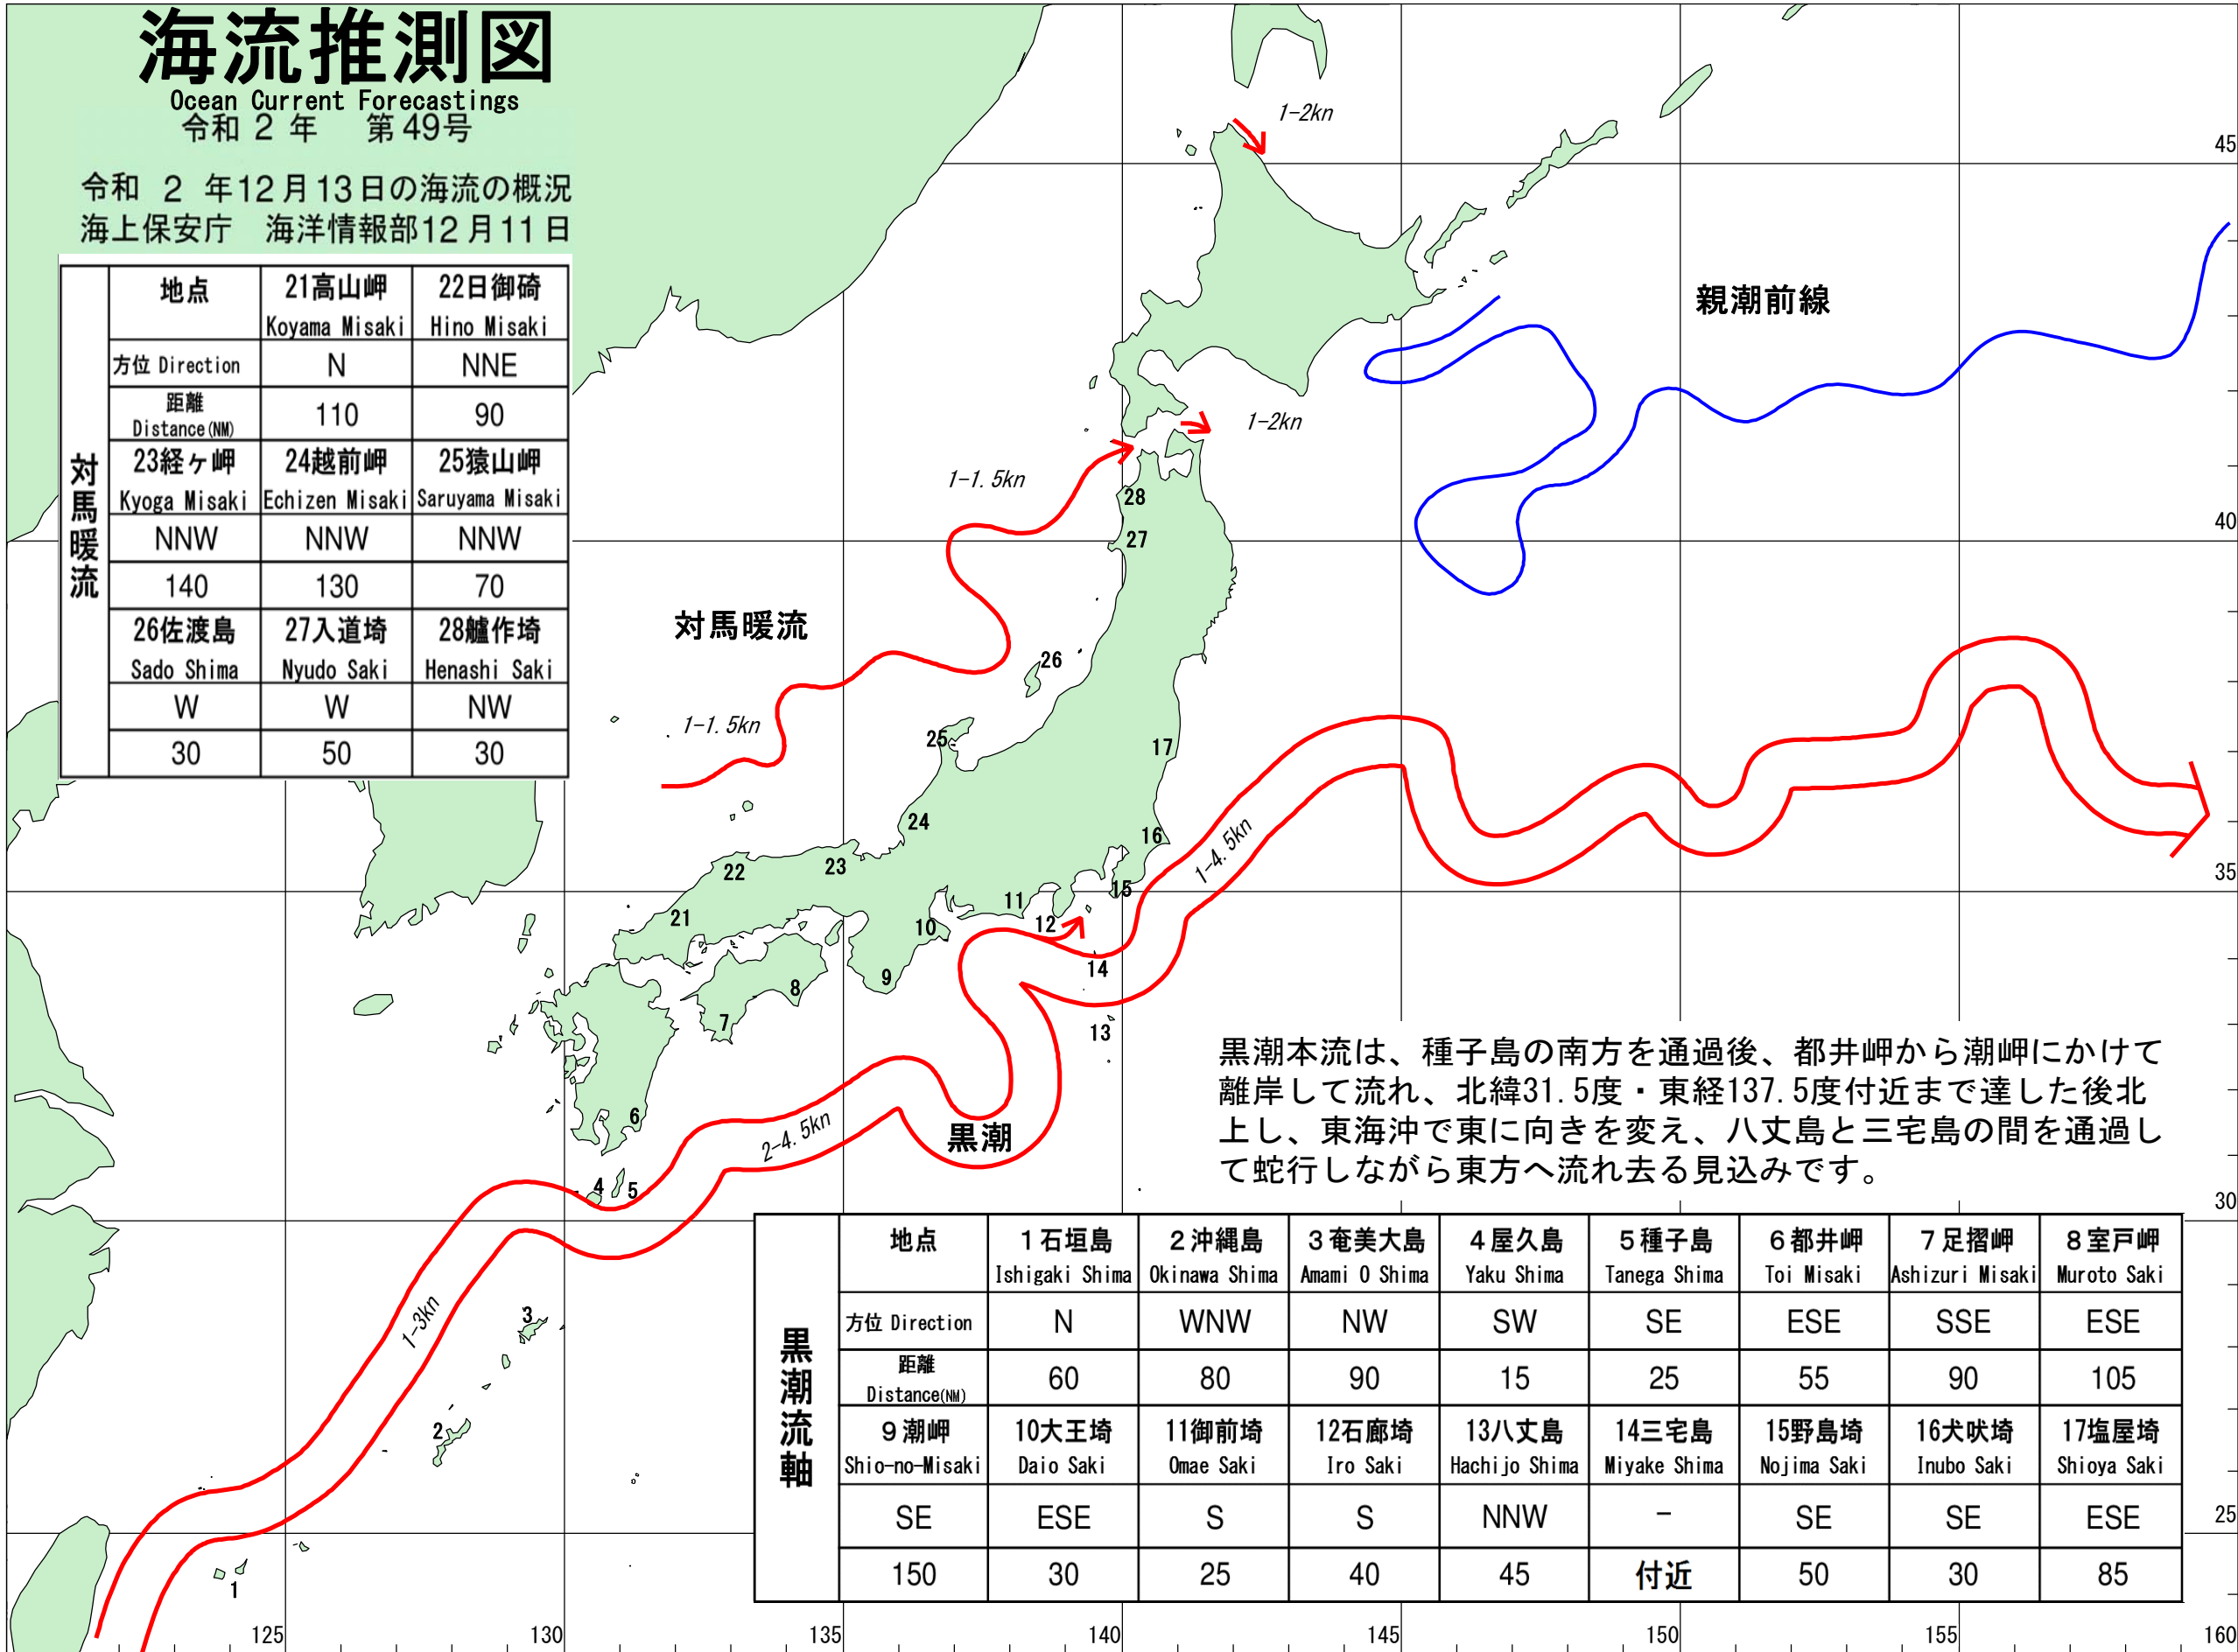 海流推測図
Ocean Current Forecastings
令和 2 年 第49号
令和 2 年12月13日の海流の概況
海上保安庁 海洋情報部12月11日
対馬暖流
地点 21高山岬 22日御碕
Koyama Misaki Hino Misaki
方位 Direction N NNE
距離
Distance(NM) 110 90
23経ヶ岬 24越前岬 25猿山岬
Kyoga Misaki Echizen Misaki Saruyama Misaki
NNW NNW NNW
140 130 70
26佐渡島 27入道埼 28艫作埼
Sado Shima Nyudo Saki Henashi Saki
W W NW
30 50 30
1-2kn
45
親潮前線
1-2kn
1-1.5kn
28
40
27
対馬暖流
26
1-1.5kn
25
17
24
16
1-4.5kn
22
23
35
15
11
21
12
10
14
9
8
7
13
黒潮本流は、種子島の南方を通過後、都井岬から潮岬にかけて
離岸して流れ、北緯31.5度・東経137.5度付近まで達した後北
上し、東海沖で東に向きを変え、八丈島と三宅島の間を通過し
て蛇行しながら東方へ流れ去る見込みです。
6
2-4.5kn
黒潮
4
5
30
3
1-3kn
2
25
1
黒潮流軸
地点 1石垣島 2沖縄島 3奄美大島 4屋久島 5種子島 6都井岬 7足摺岬 8室戸岬
Ishigaki Shima Okinawa Shima Amami O Shima Yaku Shima Tanega Shima Toi Misaki Ashizuri Misaki Muroto Saki
方位 Direction N WNW NW SW SE ESE SSE ESE
距離
Distance(NM) 60 80 90 15 25 55 90 105
9潮岬 10大王埼 11御前埼 12石廊埼 13八丈島 14三宅島 15野島埼 16犬吠埼 17塩屋埼
Shio-no-Misaki Daio Saki Omae Saki Iro Saki Hachijo Shima Miyake Shima Nojima Saki Inubo Saki Shioya Saki
SE ESE S S NNW - SE SE ESE
150 30 25 40 45 付近 50 30 85
125 130 135 140 145 150 155 160